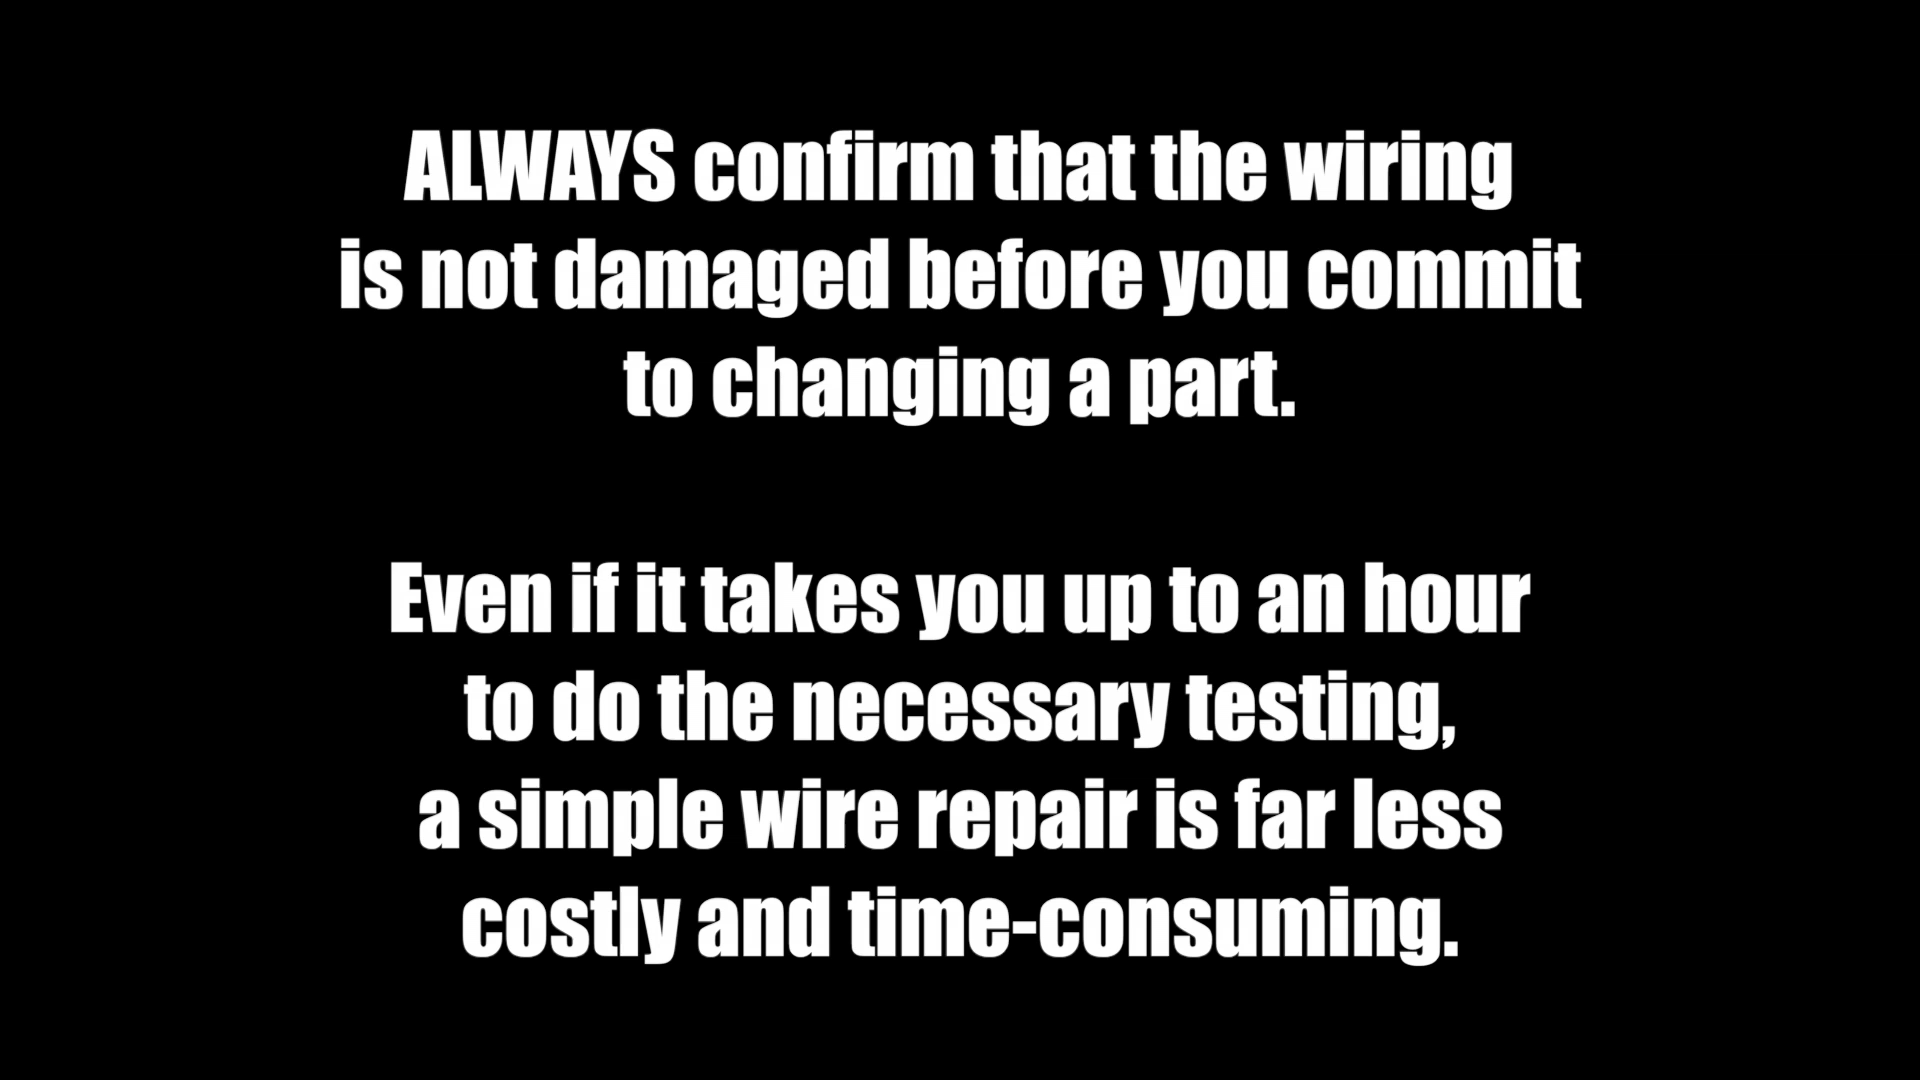 ALWAYS confirm that the wiring
is not damaged before you commit
to changing a part.
Even if it takes you up to an hour
to do the necessary testing,
a simple wire repair is far less
costly and time-consuming.